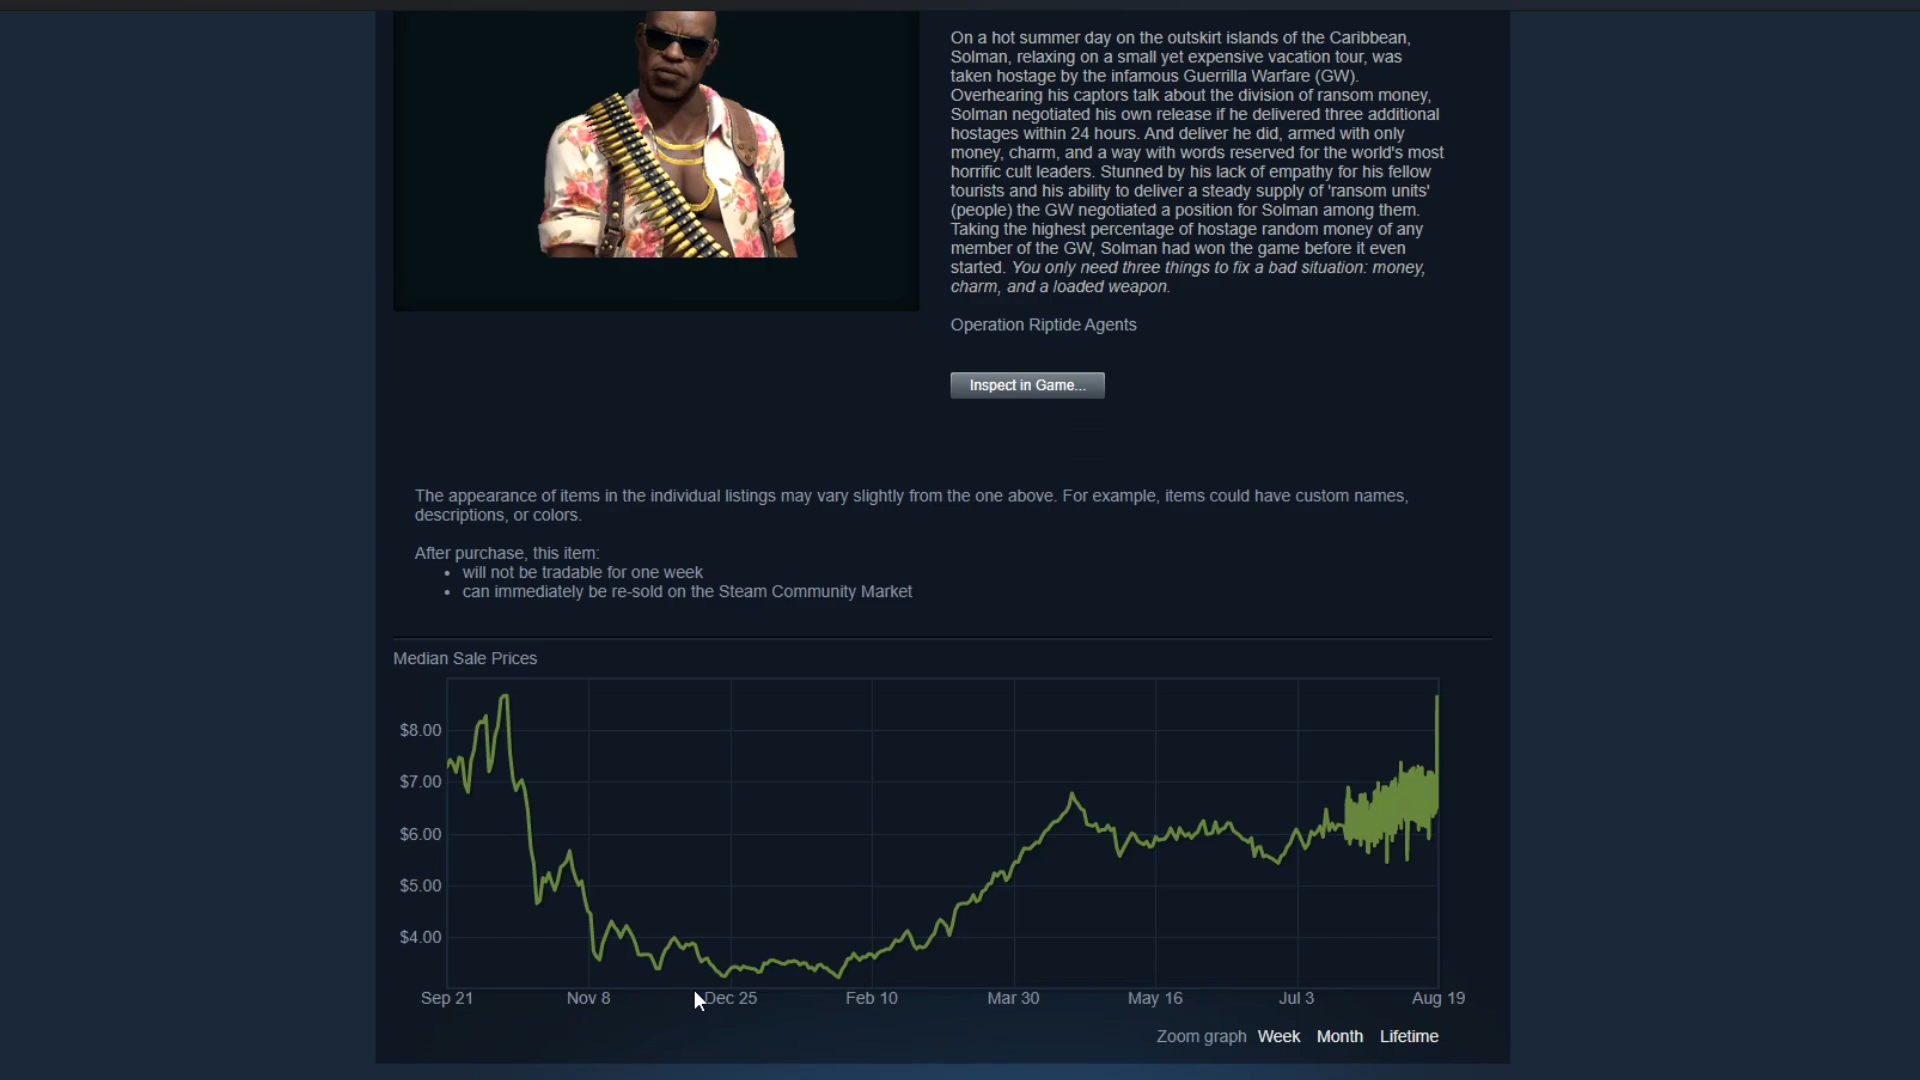 On a hot summer day on the outskirt islands of the Caribbean,
Solman, relaxing on a small yet expensive vacation tour, was
taken hostage by the infamous Guerrilla Warfare (GW).
Overhearing his captors talk about the division of ransom money,
Solman negotiated his own release if he delivered three additional
hostages within 24 hours. And deliver he did, armed with only
money, charm, and a way with words reserved for the world's most
horrific cult leaders. Stunned by his lack of empathy for his fellow
tourists and his ability to deliver a steady supply of 'ransom units'
(people) the GW negotiated a position for Solman among them.
Taking the highest percentage of hostage random money of any
member of the GW, Solman had won the game before it even
started. You only need three things to fix a bad situation: money,
charm, and a loaded weapon.
Operation Riptide Agents
Inspect in Game...
The appearance of items in the individual listings may vary slightly from the one above. For example, items could have custom names,
descriptions, or colors.
After purchase, this item:
• will not be tradable for one week
• can immediately be re-sold on the Steam Community Market
Median Sale Prices
$8.00
$7.00
$6.00
$5.00
$4.00
Sep 21 Nov 8 Dec 25 Feb 10 Mar 30 May 16 Jul 3 Aug 19
Zoom graph Week Month Lifetime